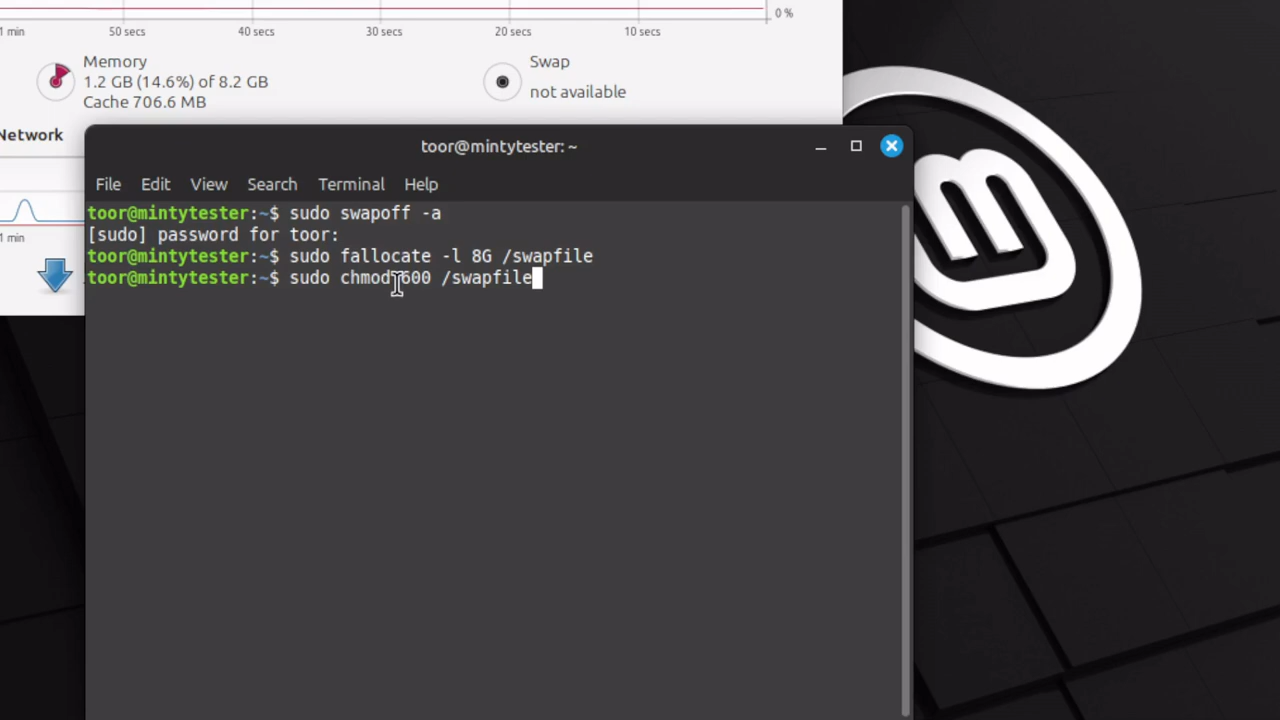 0 %
1 min 50 secs 40 secs 30 secs 20 secs 10 secs
Memory
1.2 GB (14.6%) of 8.2 GB
Cache 706.6 MB
Swap
not available
Network
1 min
toor@mintytester: ~
File Edit View Search Terminal Help
toor@mintytester:~$ sudo swapoff -a
[sudo] password for toor:
toor@mintytester:~$ sudo fallocate -l 8G /swapfile
toor@mintytester:~$ sudo chmod 600 /swapfile